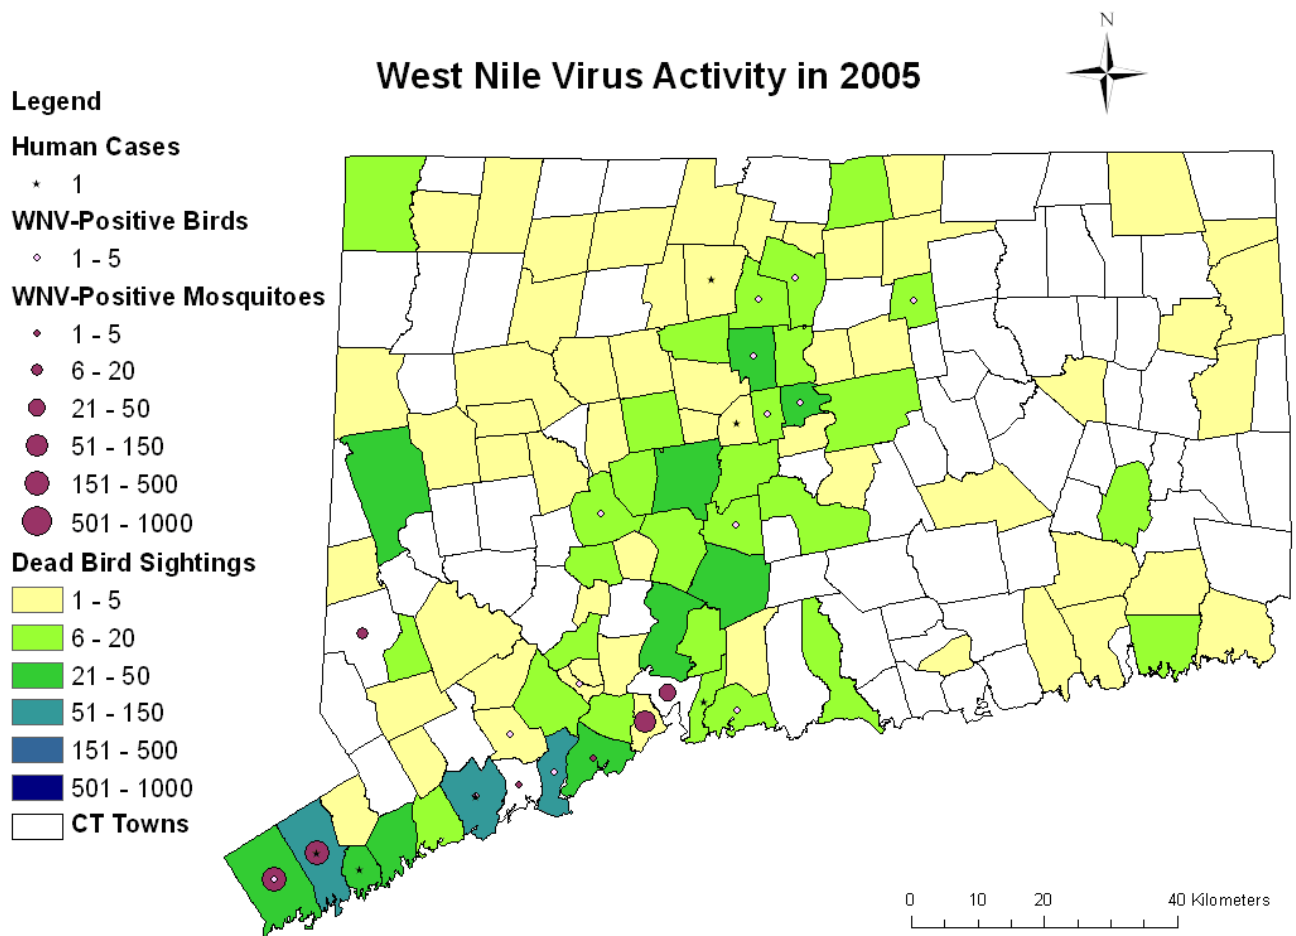 N
West Nile Virus Activity in 2005
Legend
Human Cases
1
WNV-Positive Birds
1 - 5
WNV-Positive Mosquitoes
1 - 5
6 - 20
21 - 50
51 - 150
151 - 500
501 - 1000
Dead Bird Sightings
1 - 5
6 - 20
21 - 50
51 - 150
151 - 500
501 - 1000
CT Towns
0 10 20 40 Kilometers